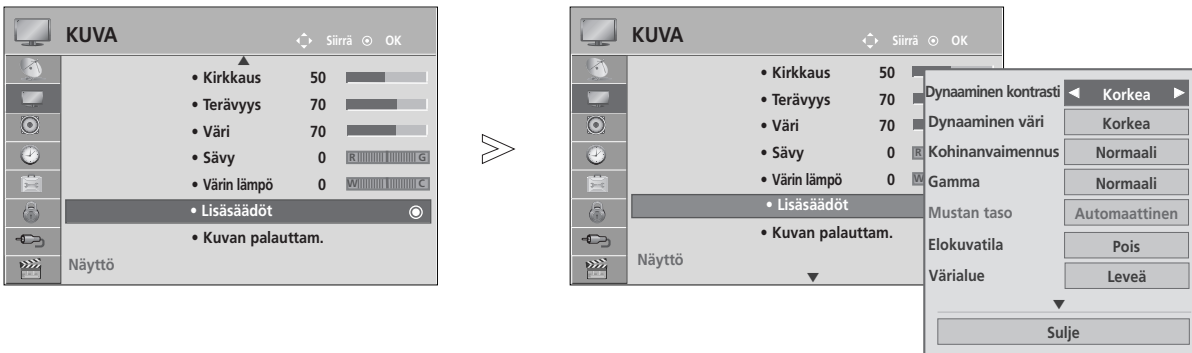 KUVA
Siirrä OK
• Kirkkaus 50
• Terävyys 70
• Väri 70
• Sävy 0 R G
• Värin lämpö 0 W C
• Lisäsäädöt
• Kuvan palauttam.
Näyttö
KUVA
Siirrä OK
• Kirkkaus 50
• Terävyys 70
• Väri 70
• Sävy 0 R
• Värin lämpö 0 W
• Lisäsäädöt
• Kuvan palauttam.
Näyttö
Dynaaminen kontrasti Korkea
Dynaaminen väri Korkea
Kohinanvaimennus Normaali
Gamma Normaali
Mustan taso Automaattinen
Elokuvatila Pois
Värialue Leveä
Sulje